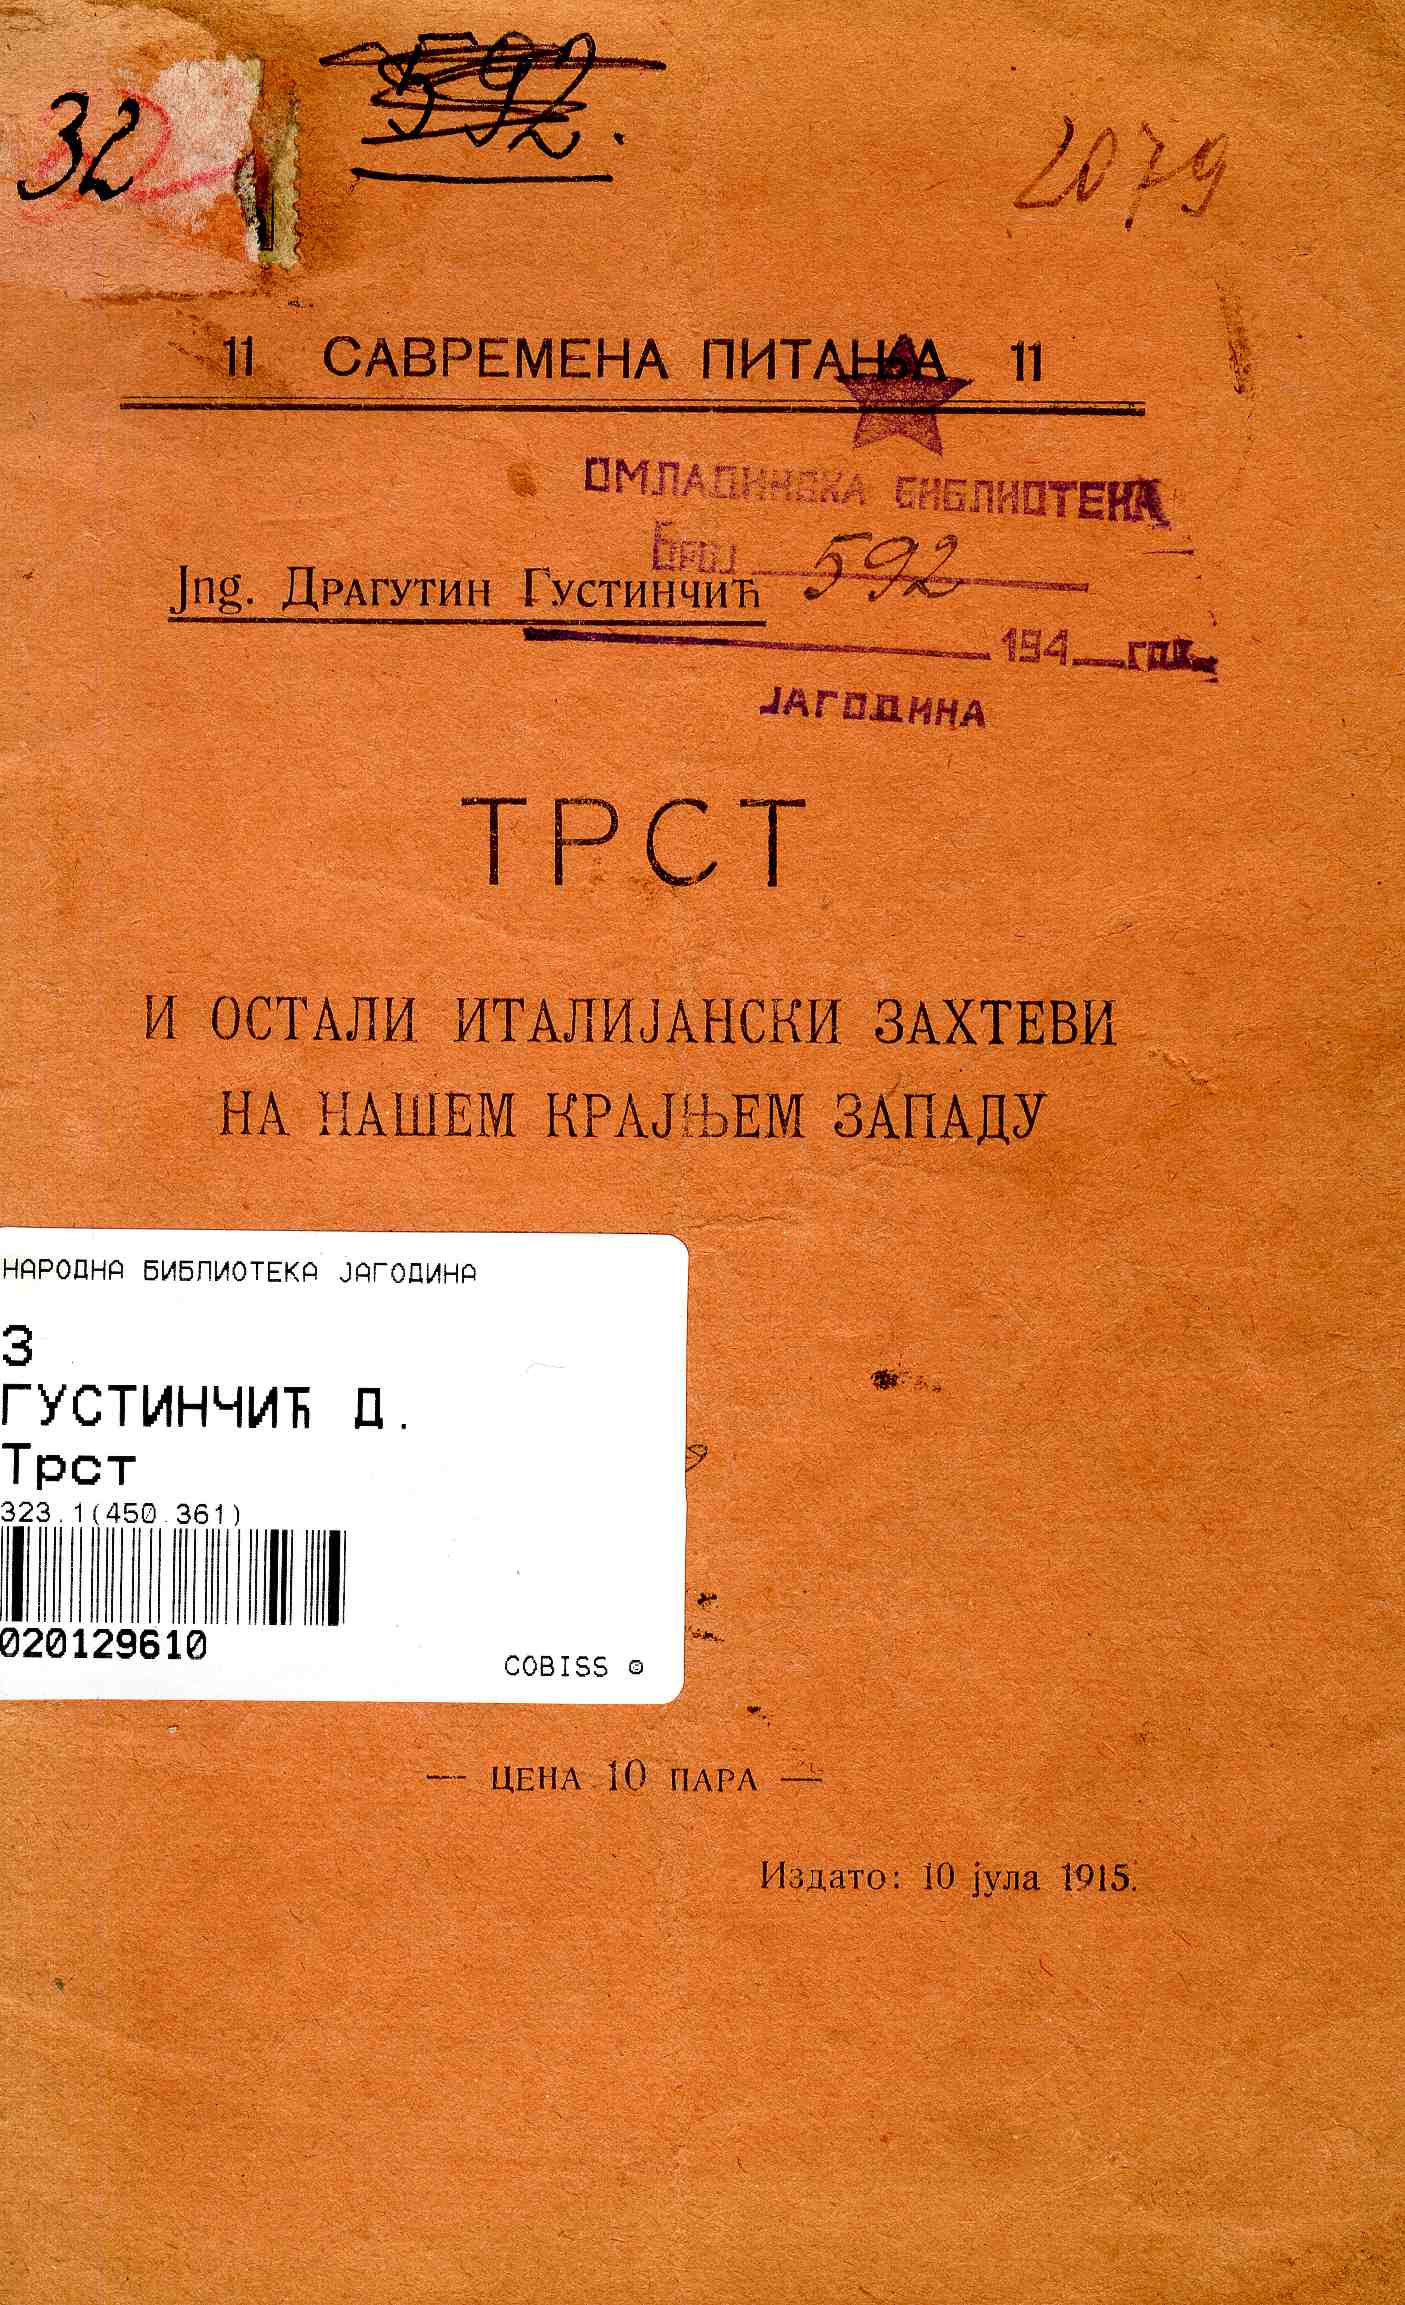 32
592.
2079
11 САВРЕМЕНА ПИТАЊА 11
ОМЛАДИНСКА БИБЛИОТЕКА
Број 592
Jng. ДРАГУТИН ГУСТИНЧИЋ
194 год.
ЈАГОДИНА
ТРСТ
И ОСТАЛИ ИТАЛИЈАНСКИ ЗАХТЕВИ
НА НАШЕМ КРАЈЊЕМ ЗАПАДУ
НАРОДНА БИБЛИОТЕКА ЈАГОДИНА
3
ГУСТИНЧИЋ Д.
Трст
323.1(450.361)
020129610
COBISS ©
— ЦЕНА 10 ПАРА —
Издато: 10 јула 1915.